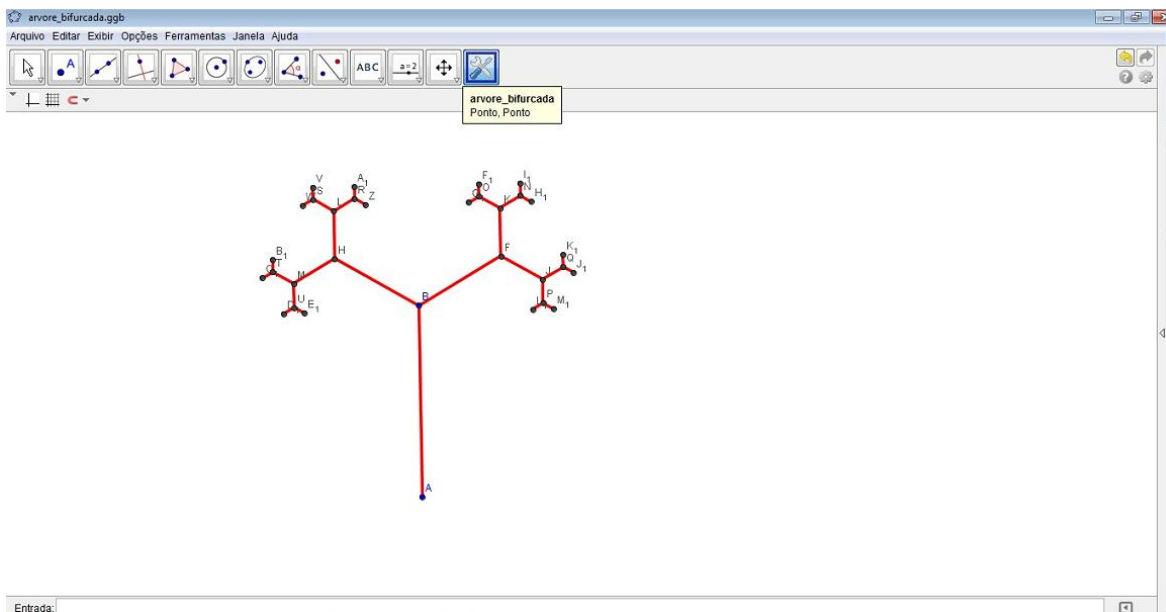 arvore_bifurcada.ggb
Arquivo Editar Exibir Opções Ferramentas Janela Ajuda
A
ABC
a=2
arvore_bifurcada
Ponto, Ponto
V
S
A₁
R
Z
F₁
O
I₁
N
H₁
K
H
F
B₁
T
M
U
E₁
K₁
Q
J₁
J
P
M₁
B
A
Entrada: